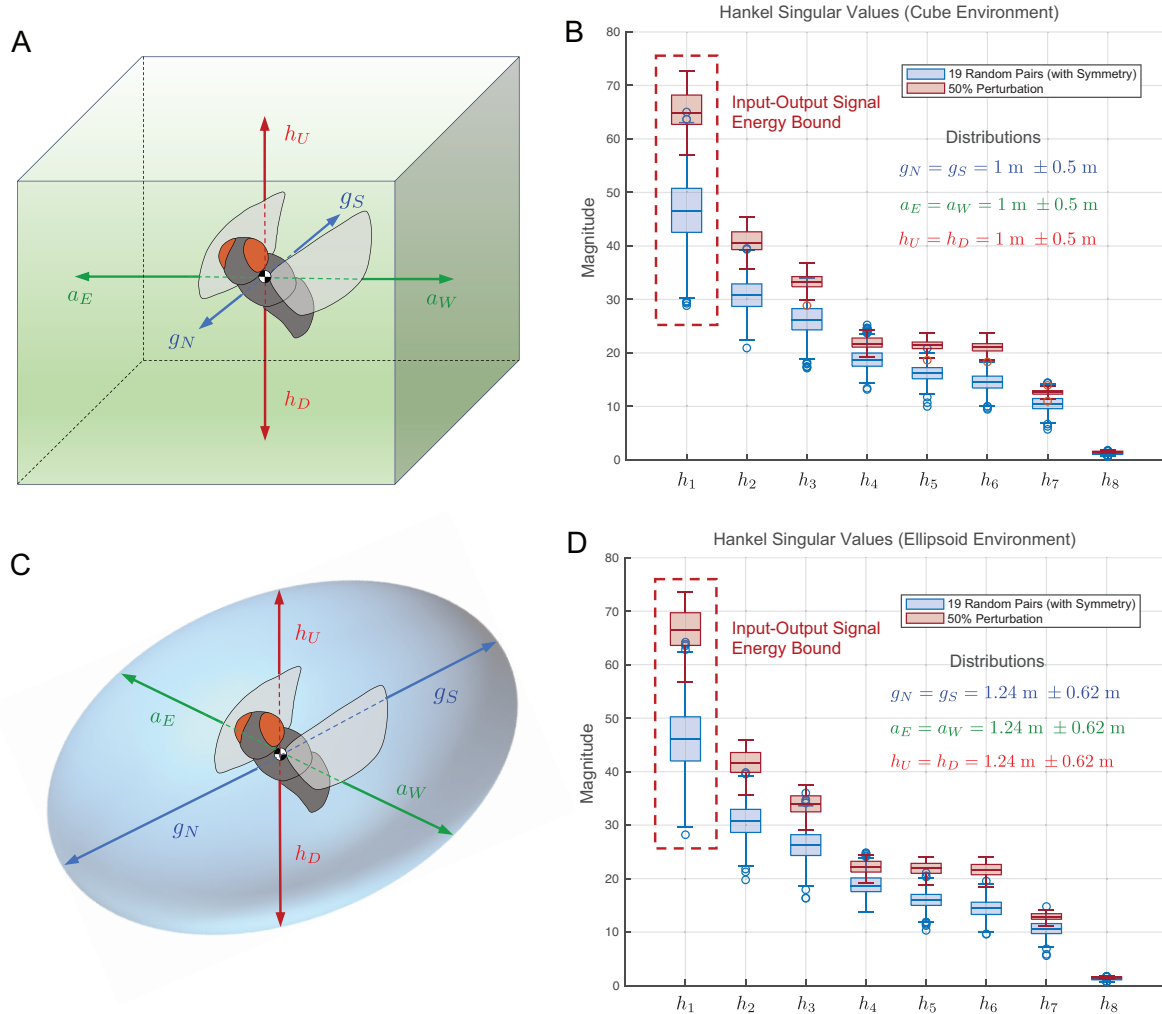 A
h_U
g_S
a_E
a_W
g_N
h_D
B
Hankel Singular Values (Cube Environment)
80
70
60
50
40
30
20
10
0
Magnitude
19 Random Pairs (with Symmetry)
50% Perturbation
Input-Output Signal
Energy Bound
Distributions
g_N = g_S = 1 m ± 0.5 m
a_E = a_W = 1 m ± 0.5 m
h_U = h_D = 1 m ± 0.5 m
h_1 h_2 h_3 h_4 h_5 h_6 h_7 h_8
C
h_U
g_S
a_E
a_W
g_N
h_D
D
Hankel Singular Values (Ellipsoid Environment)
80
70
60
50
40
30
20
10
0
Magnitude
19 Random Pairs (with Symmetry)
50% Perturbation
Input-Output Signal
Energy Bound
Distributions
g_N = g_S = 1.24 m ± 0.62 m
a_E = a_W = 1.24 m ± 0.62 m
h_U = h_D = 1.24 m ± 0.62 m
h_1 h_2 h_3 h_4 h_5 h_6 h_7 h_8